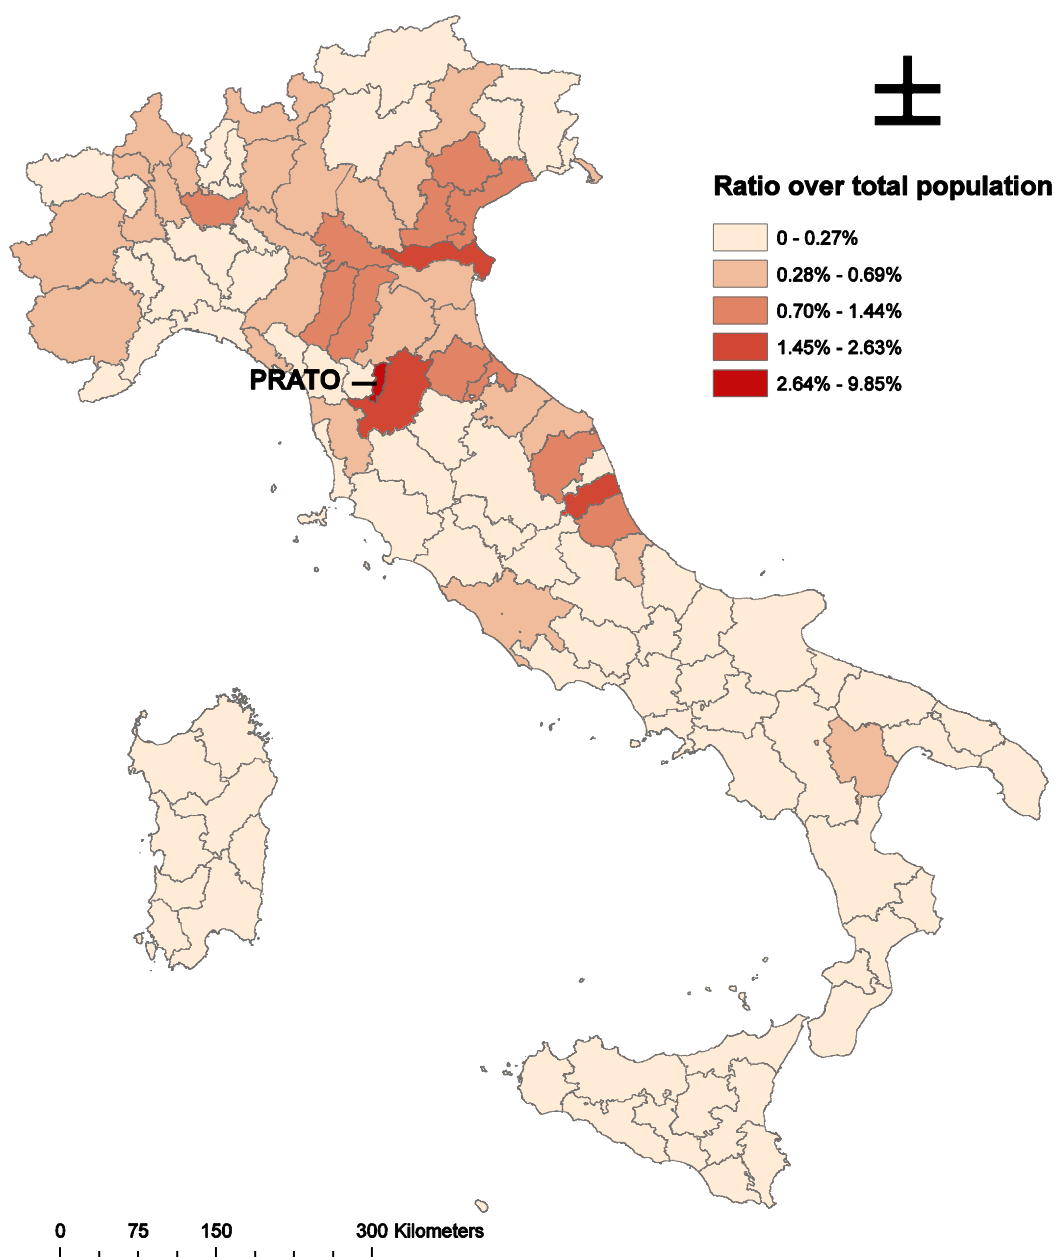 Ratio over total population
0 - 0.27%
0.28% - 0.69%
0.70% - 1.44%
1.45% - 2.63%
2.64% - 9.85%
PRATO
0 75 150 300 Kilometers